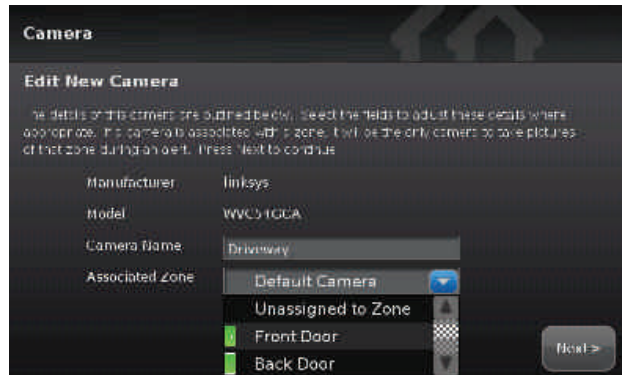 Camera
Edit New Camera
The details of this camera are outlined below. Select the fields to adjust these details where
appropriate. If a camera is associated with a zone, it will be the only camera to take pictures
of that zone during an alert. Press Next to continue
Manufacturer linksys
Model WVC54GCA
Camera Name Driveway
Associated Zone Default Camera
Unassigned to Zone
Front Door
Back Door
Next >